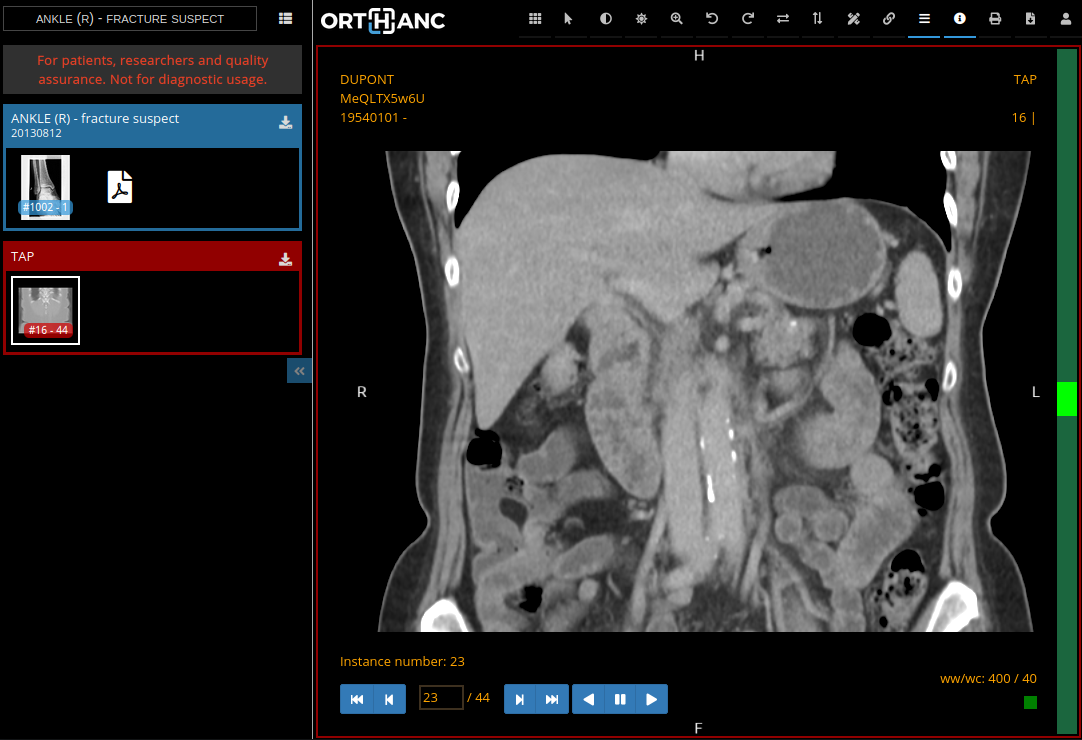 ANKLE (R) - FRACTURE SUSPECT
ORTHANC
For patients, researchers and quality
assurance. Not for diagnostic usage.
ANKLE (R) - fracture suspect
20130812
#1002 - 1
TAP
#16 - 44
H
DUPONT
MeQLTX5w6U
19540101 -
TAP
16 |
R
L
Instance number: 23
ww/wc: 400 / 40
23 / 44
F